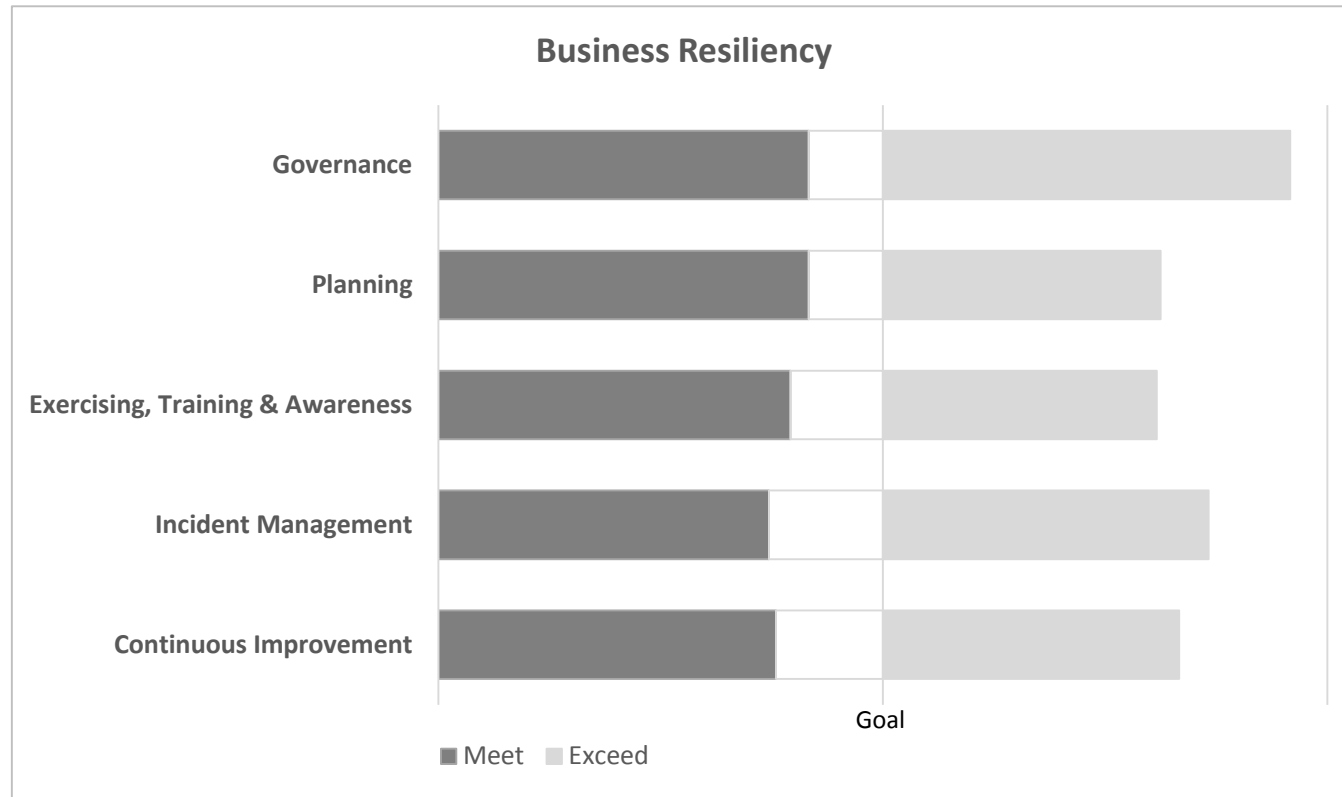 Business Resiliency
Governance
Planning
Exercising, Training & Awareness
Incident Management
Continuous Improvement
Goal
Meet Exceed